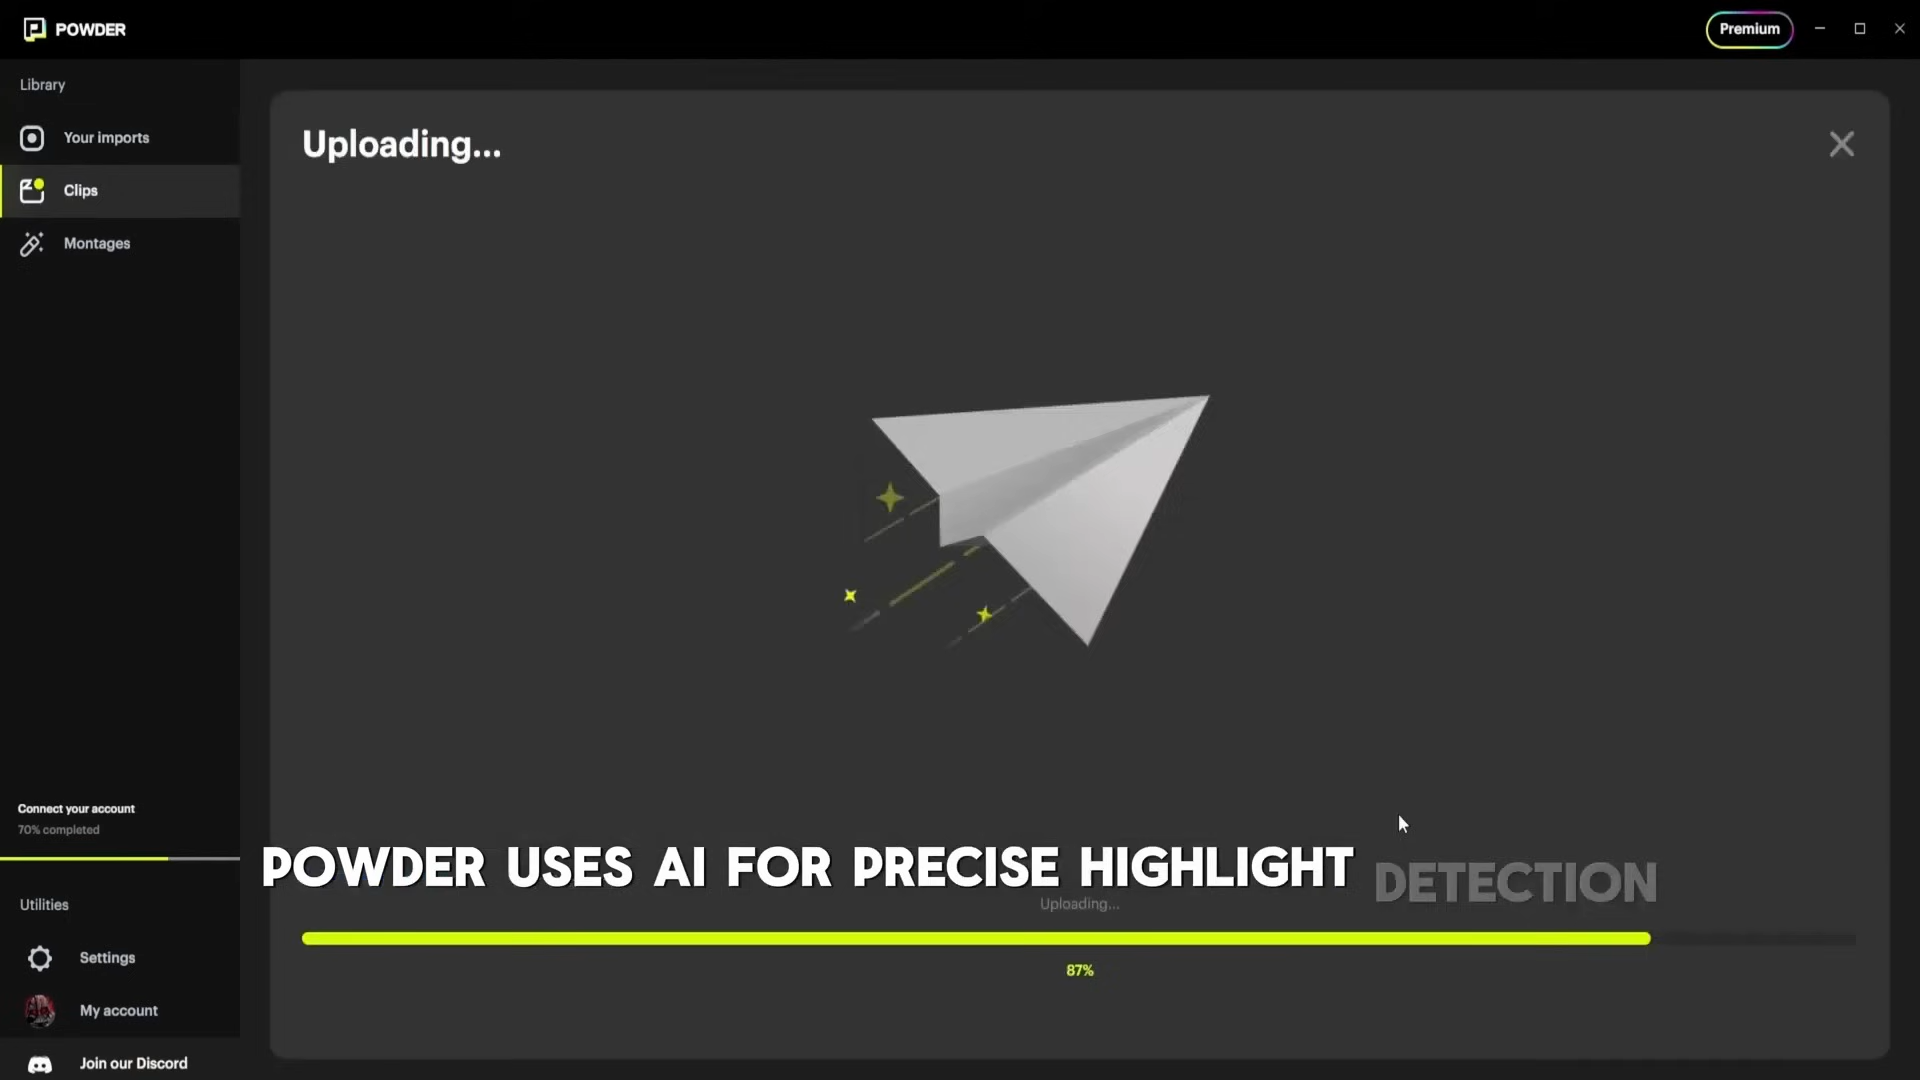 POWDER
Premium
Library
Your imports
Clips
Montages
Uploading...
Connect your account
70% completed
POWDER USES AI FOR PRECISE HIGHLIGHT DETECTION
Uploading...
87%
Utilities
Settings
My account
Join our Discord